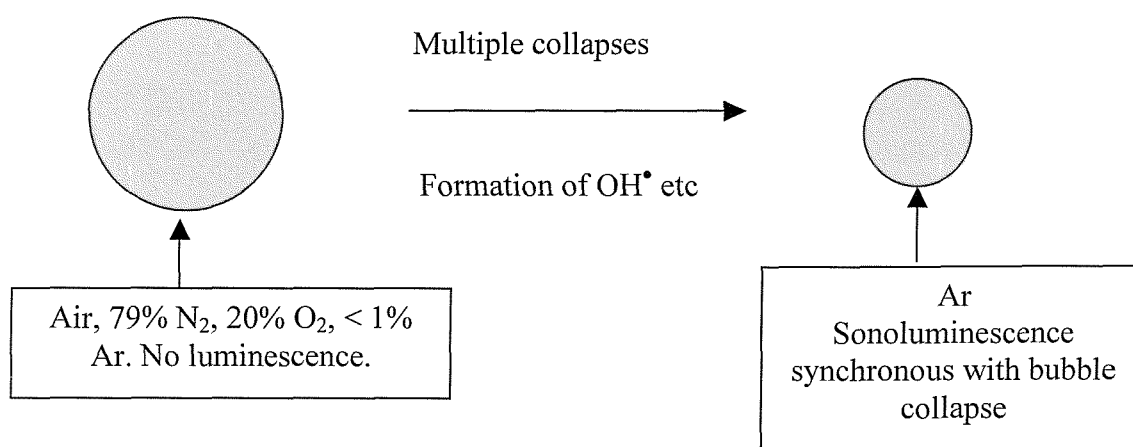 Multiple collapses
Formation of OH• etc
Air, 79% N₂, 20% O₂, < 1%
Ar. No luminescence.
Ar
Sonoluminescence
synchronous with bubble
collapse